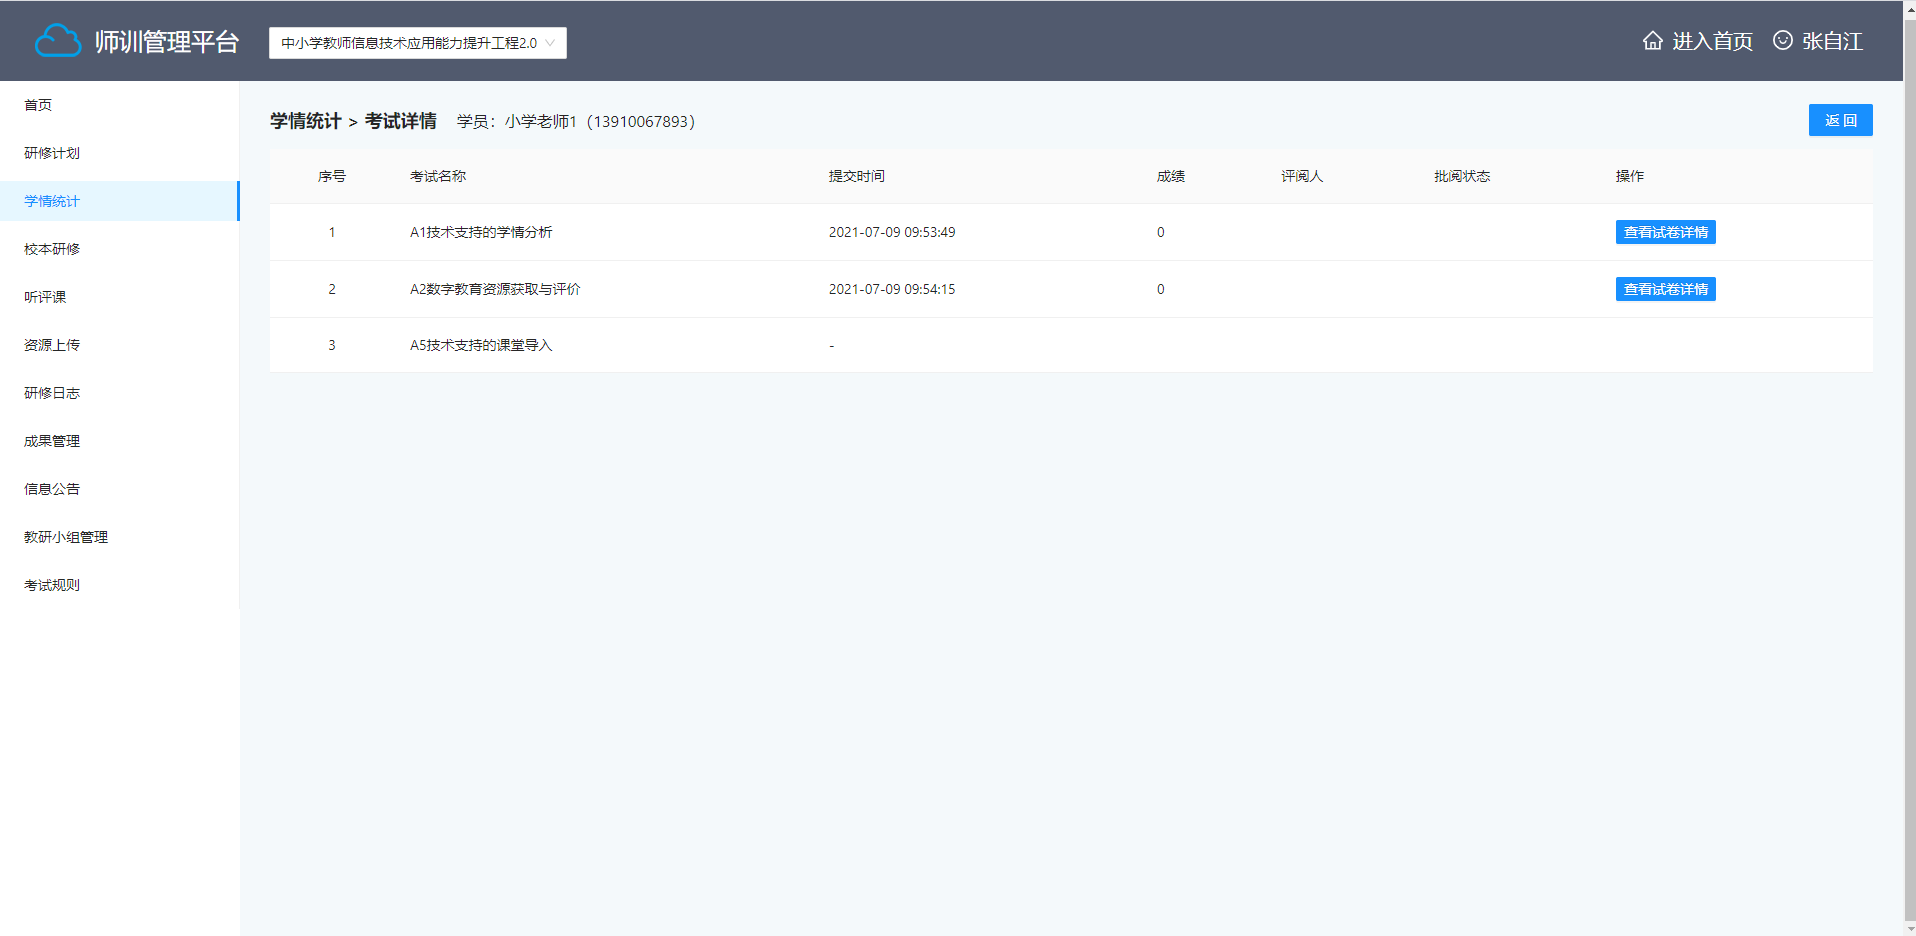 师训管理平台
中小学教师信息技术应用能力提升工程2.0
进入首页
张自江
首页
研修计划
学情统计
校本研修
听评课
资源上传
研修日志
成果管理
信息公告
教研小组管理
考试规则
学情统计 > 考试详情 学员：小学老师1（13910067893）
返 回
序号 考试名称 提交时间 成绩 评阅人 批阅状态 操作
1 A1技术支持的学情分析 2021-07-09 09:53:49 0 查看试卷详情
2 A2数字教育资源获取与评价 2021-07-09 09:54:15 0 查看试卷详情
3 A5技术支持的课堂导入 -